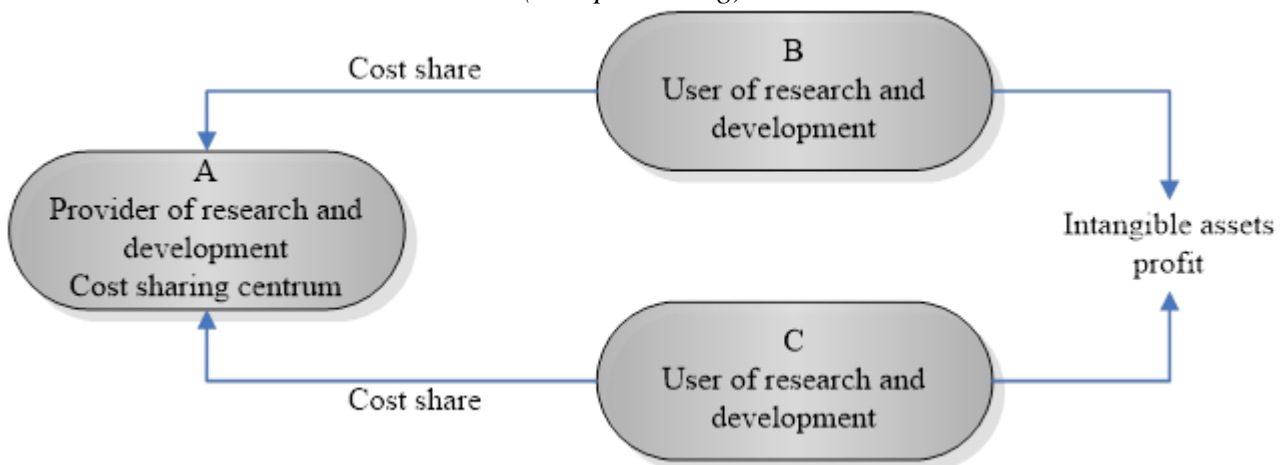 Cost share
B
User of research and
development
A
Provider of research and
development
Cost sharing centrum
Intangible assets
profit
C
User of research and
development
Cost share